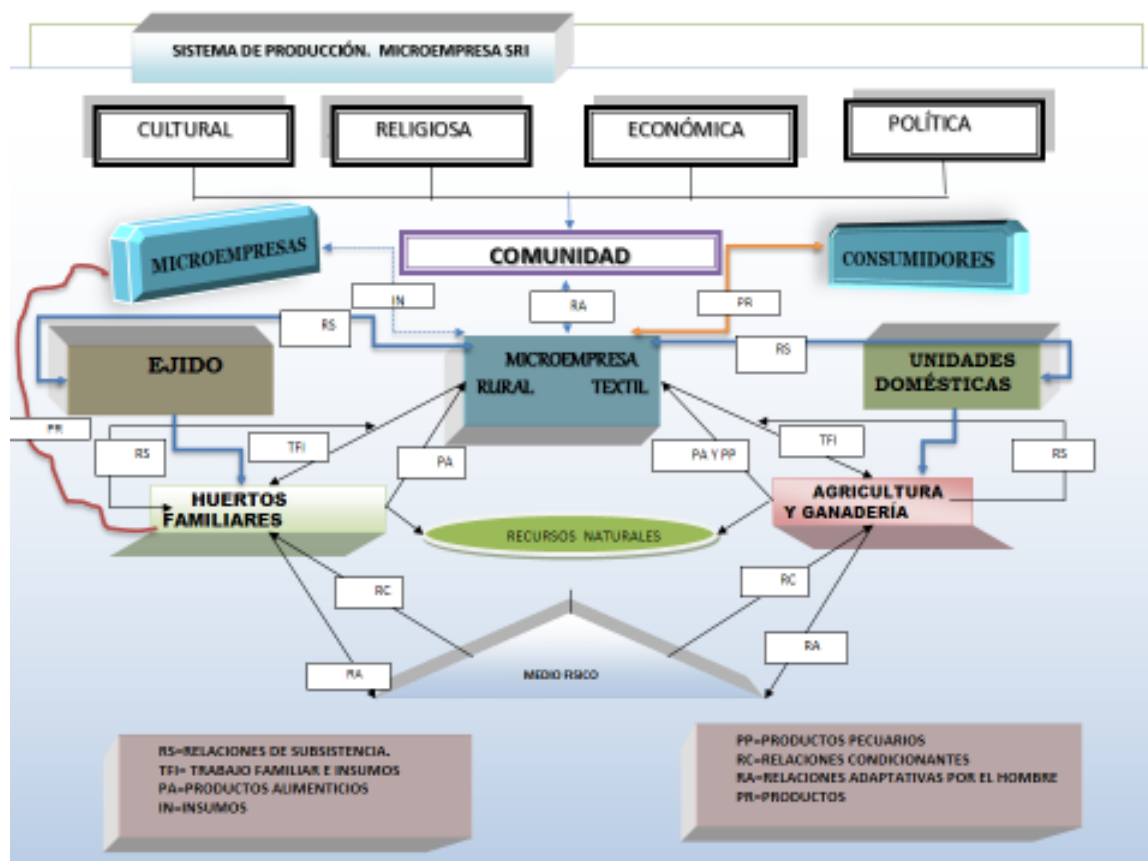 SISTEMA DE PRODUCCIÓN. MICROEMPRESA SRI
CULTURAL
RELIGIOSA
ECONÓMICA
POLÍTICA
MICROEMPRESAS
COMUNIDAD
CONSUMIDORES
IN
RA
PR
RS
RS
EJIDO
MICROEMPRESA
RURAL TEXTIL
UNIDADES
DOMÉSTICAS
PR
RS
TFI
PA
PA Y PP
TFI
RS
HUERTOS
FAMILIARES
AGRICULTURA
Y GANADERÍA
RECURSOS NATURALES
RC
RC
RA
RA
MEDIO FISICO
RS=RELACIONES DE SUBSISTENCIA.
TFI= TRABAJO FAMILIAR E INSUMOS
PA=PRODUCTOS ALIMENTICIOS
IN=INSUMOS
PP=PRODUCTOS PECUARIOS
RC=RELACIONES CONDICIONANTES
RA=RELACIONES ADAPTATIVAS POR EL HOMBRE
PR=PRODUCTOS